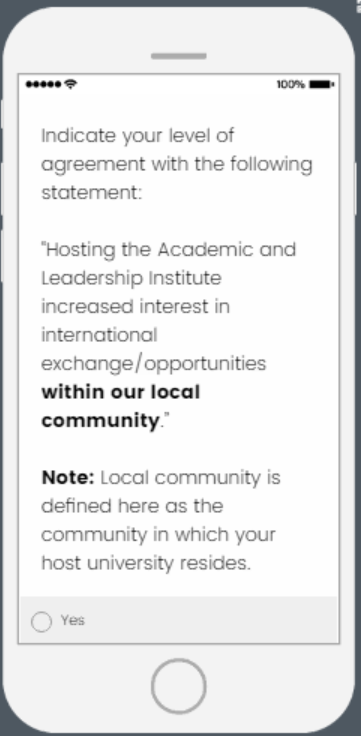 100%
Indicate your level of
agreement with the following
statement:
"Hosting the Academic and
Leadership Institute
increased interest in
international
exchange/opportunities
within our local
community."
Note: Local community is
defined here as the
community in which your
host university resides.
Yes